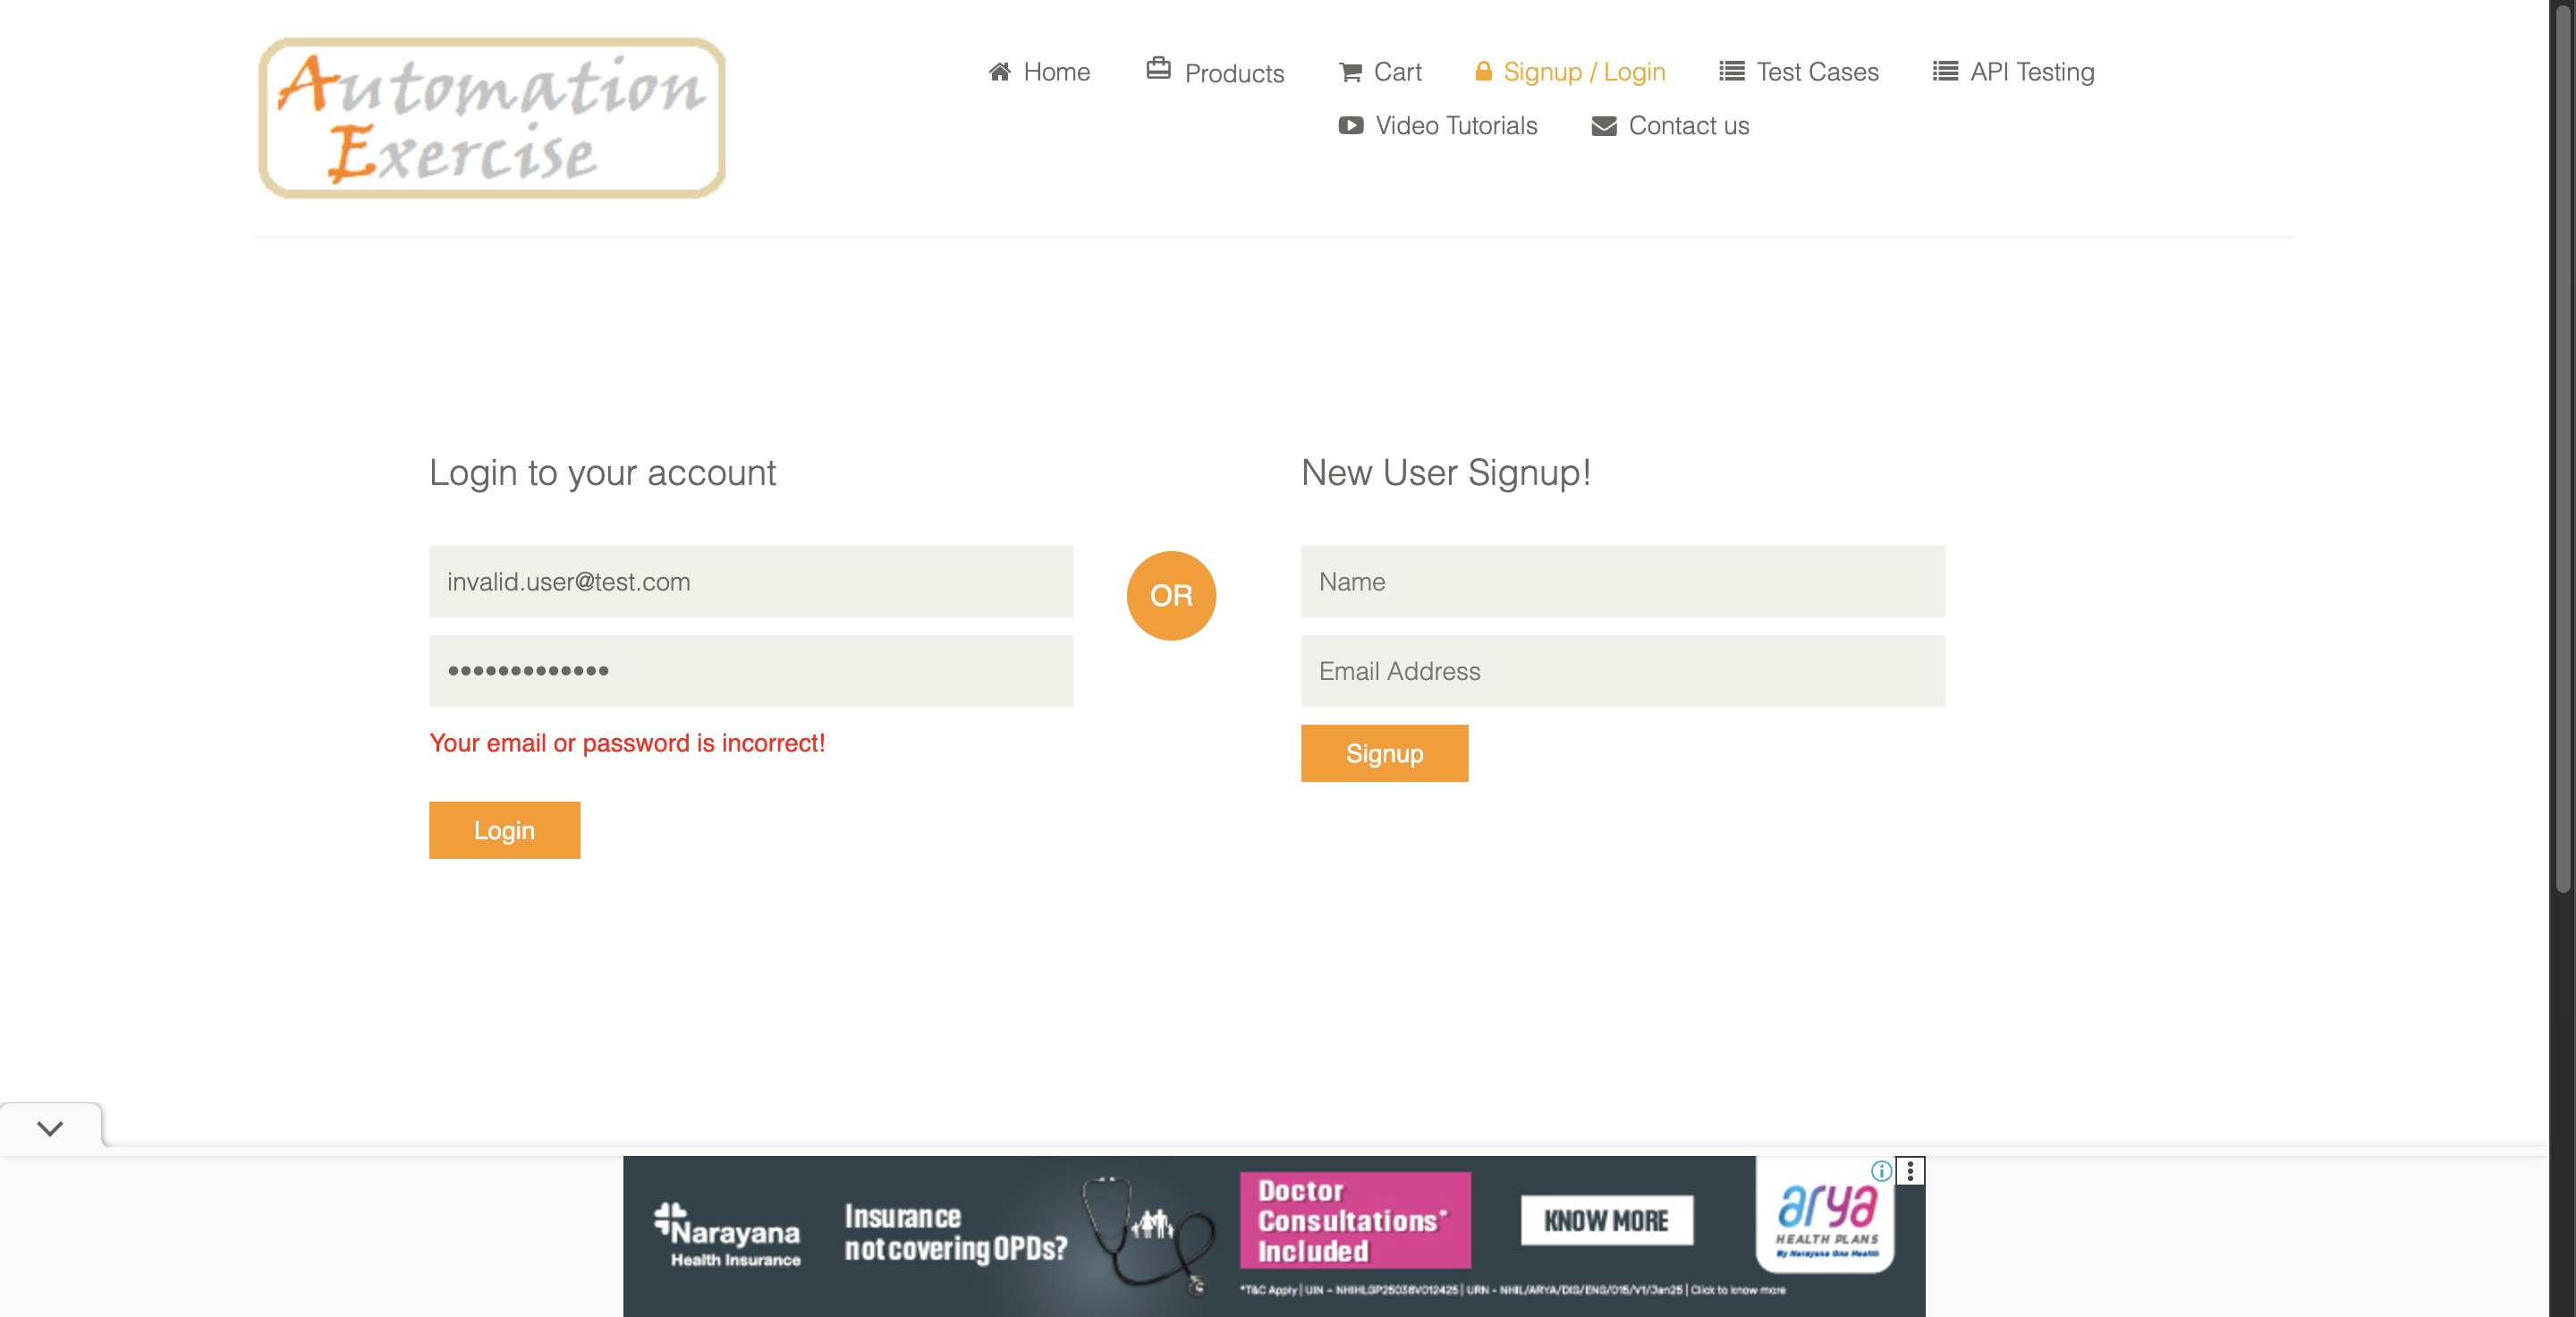 Automation
Exercise
Home
Products
Cart
Signup / Login
Test Cases
API Testing
Video Tutorials
Contact us
Login to your account
invalid.user@test.com
•••••••••••••
Your email or password is incorrect!
Login
OR
New User Signup!
Name
Email Address
Signup
Narayana
Health Insurance
Insurance
not covering OPDs?
Doctor
Consultations*
Included
KNOW MORE
arya
HEALTH PLANS
By Narayana One Health
*T&C Apply | UIN - NHIHLGP25038V012425 | URN - NHIL/ARYA/DIG/ENG/015/V1/Jan25 | Click to know more